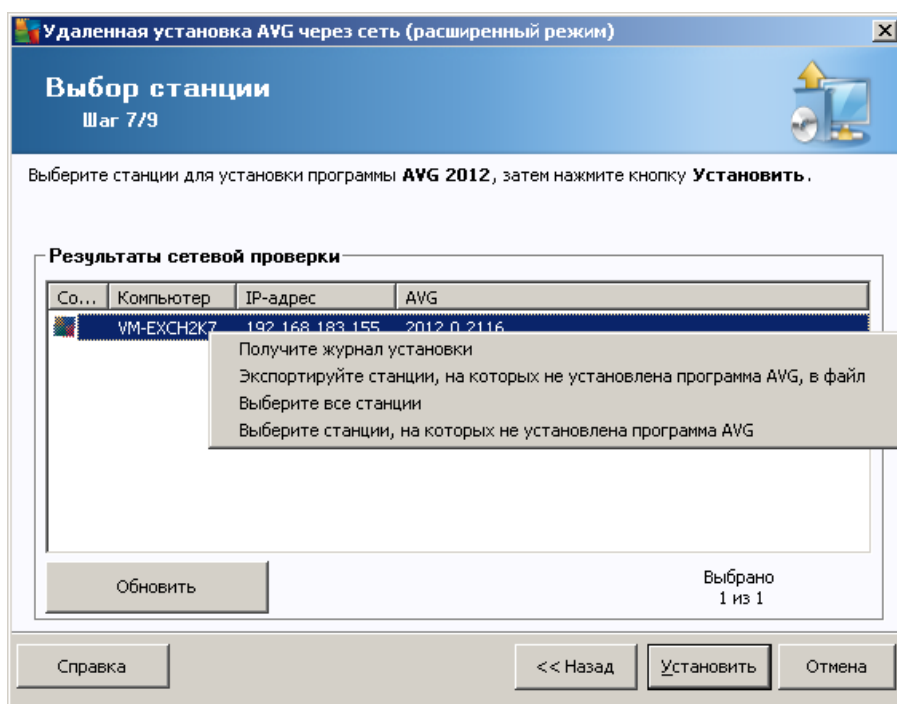 Удаленная установка AVG через сеть (расширенный режим)
Выбор станции
Шаг 7/9
Выберите станции для установки программы AVG 2012, затем нажмите кнопку Установить.
Результаты сетевой проверки
Со... Компьютер IP-адрес AVG
VM-EXCH2K7 192.168.183.155 2012.0.2116
Получите журнал установки
Экспортируйте станции, на которых не установлена программа AVG, в файл
Выберите все станции
Выберите станции, на которых не установлена программа AVG
Обновить
Выбрано
1 из 1
Справка << Назад Установить Отмена